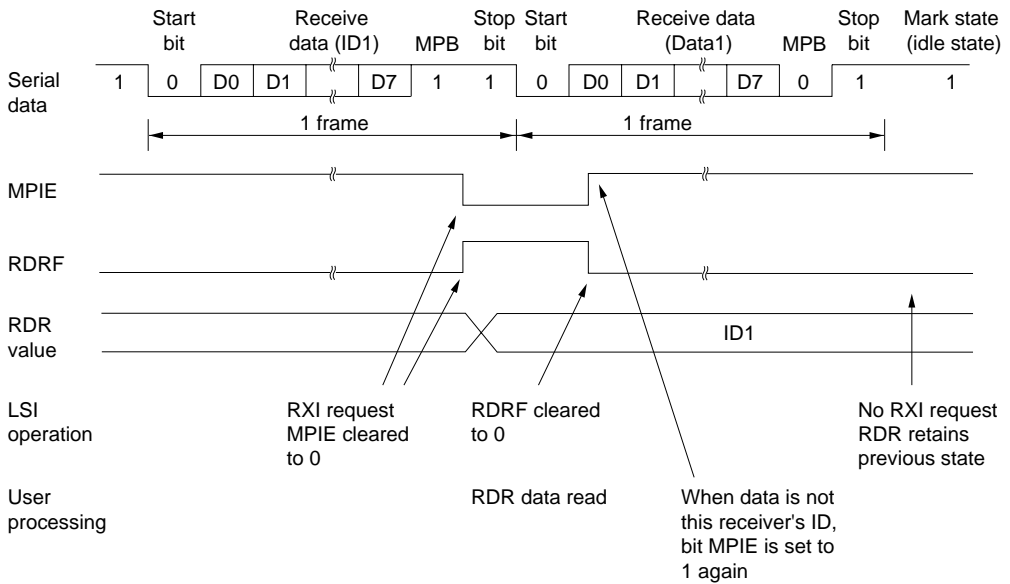 Start bit
Receive data (ID1)
MPB
Stop bit
Start bit
Receive data (Data1)
MPB
Stop bit
Mark state (idle state)
Serial data
1 0 D0 D1 D7 1 1 0 D0 D1 D7 0 1 1
1 frame 1 frame
MPIE
RDRF
RDR value
ID1
LSI operation
RXI request
MPIE cleared
to 0
RDRF cleared
to 0
No RXI request
RDR retains
previous state
User processing
RDR data read
When data is not
this receiver's ID,
bit MPIE is set to
1 again